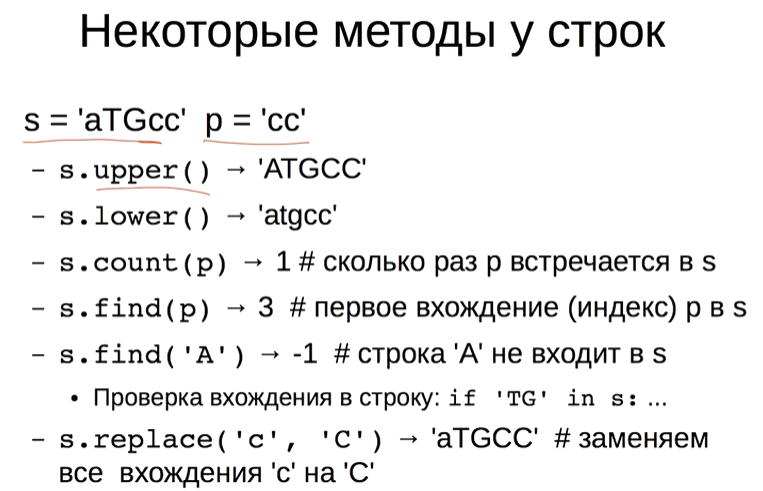 Некоторые методы у строк
s = 'aTGcc' p = 'cc'
– s.upper() → 'ATGCC'
– s.lower() → 'atgcc'
– s.count(p) → 1 # сколько раз p встречается в s
– s.find(p) → 3 # первое вхождение (индекс) p в s
– s.find('A') → -1 # строка 'A' не входит в s
• Проверка вхождения в строку: if 'TG' in s: ...
– s.replace('c', 'C') → 'aTGCC' # заменяем
все вхождения 'c' на 'C'